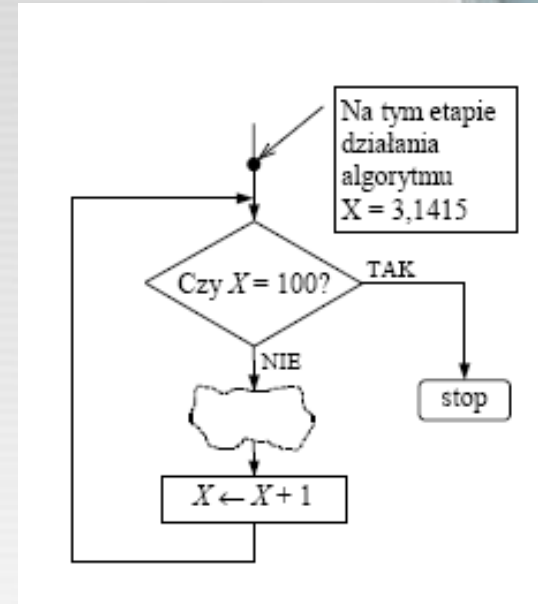 Na tym etapie
działania
algorytmu
X = 3,1415
Czy X = 100?
TAK
NIE
stop
X ← X + 1